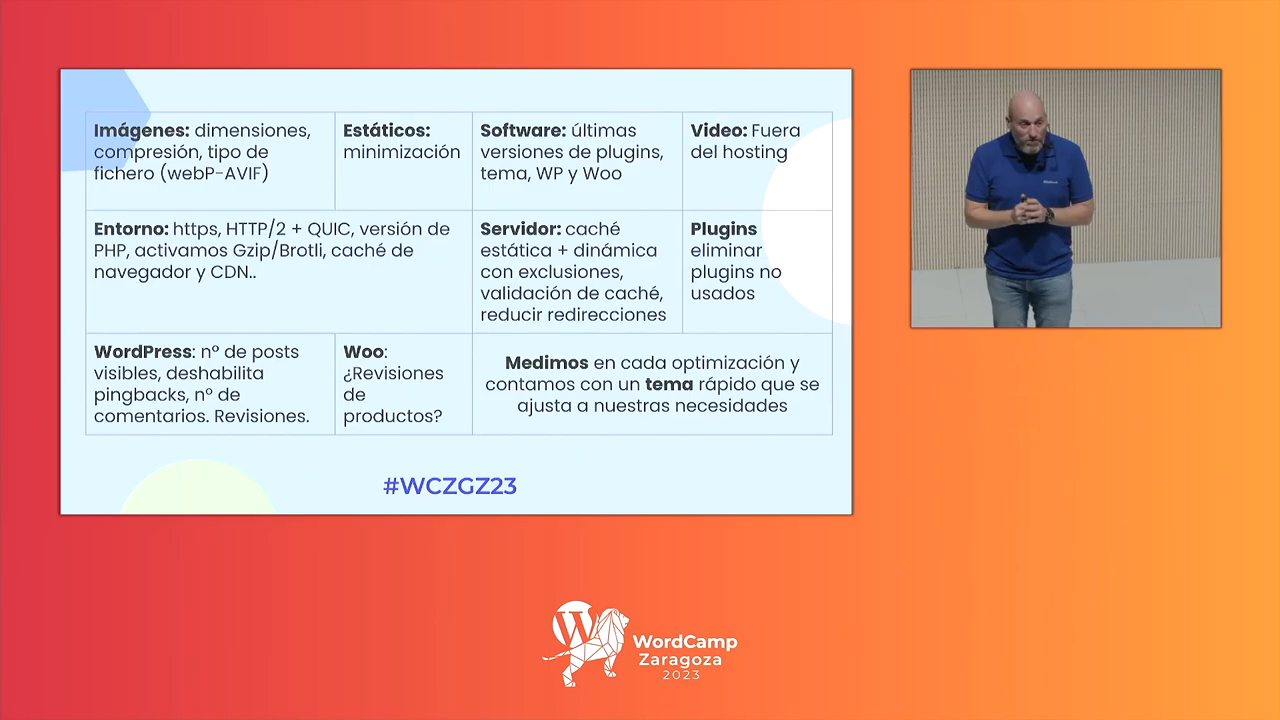 Imágenes: dimensiones,
compresión, tipo de
fichero (webP-AVIF)
Estáticos:
minimización
Software: últimas
versiones de plugins,
tema, WP y Woo
Video: Fuera
del hosting
Entorno: https, HTTP/2 + QUIC, versión de
PHP, activamos Gzip/Brotli, caché de
navegador y CDN..
Servidor: caché
estática + dinámica
con exclusiones,
validación de caché,
reducir redirecciones
Plugins
eliminar
plugins no
usados
WordPress: nº de posts
visibles, deshabilita
pingbacks, nº de
comentarios. Revisiones.
Woo:
¿Revisiones
de
productos?
Medimos en cada optimización y
contamos con un tema rápido que se
ajusta a nuestras necesidades
#WCZGZ23
WordCamp
Zaragoza
2023